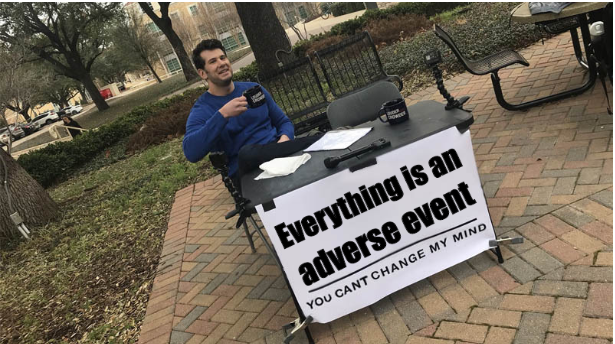 Everything is an
adverse event
YOU CANT CHANGE MY MIND